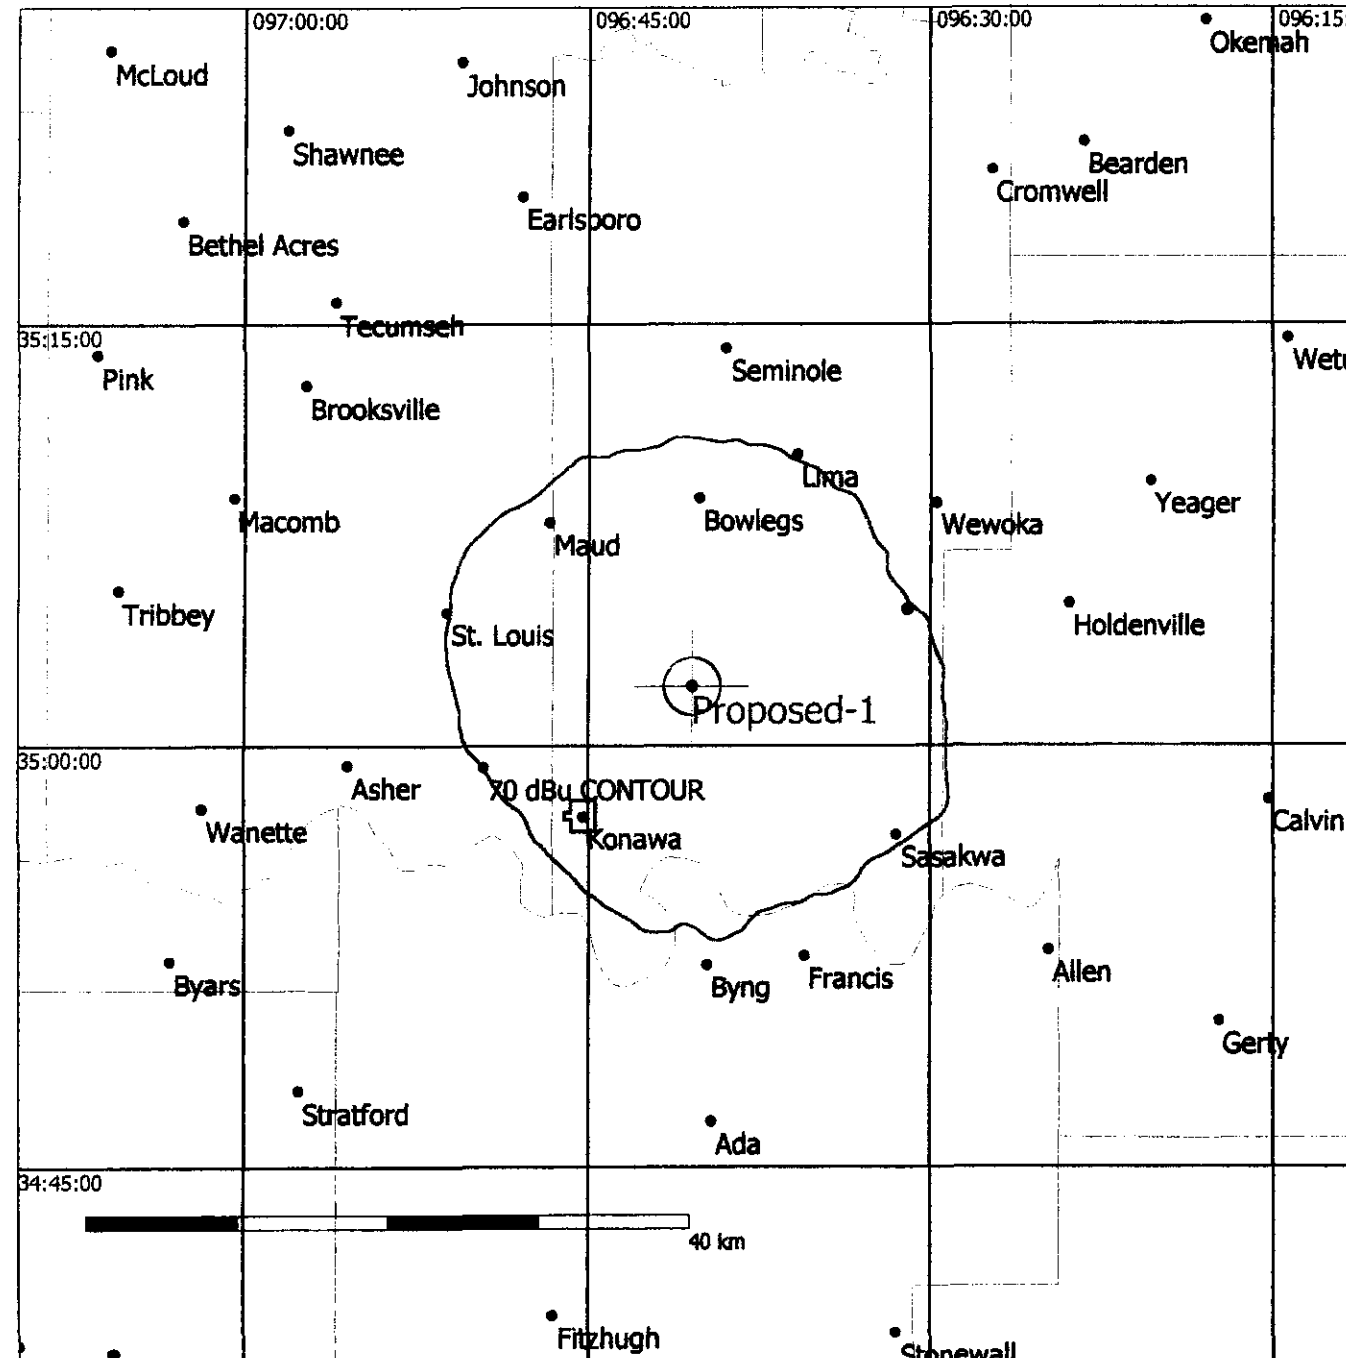 097:00:00
096:45:00
096:30:00
096:15:
Okemah
McLoud
Johnson
Shawnee
Bearden
Cromwell
Earlsboro
Bethel Acres
Tecumseh
35:15:00
Seminole
Wetu
Pink
Brooksville
Lima
Yeager
Macomb
Bowlegs
Wewoka
Maud
Tribbey
St. Louis
Holdenville
Proposed-1
35:00:00
Asher
70 dBu CONTOUR
Wanette
Konawa
Calvin
Sasakwa
Byars
Byng
Francis
Allen
Gerty
Stratford
Ada
34:45:00
40 km
Fitzhugh
Stonewall